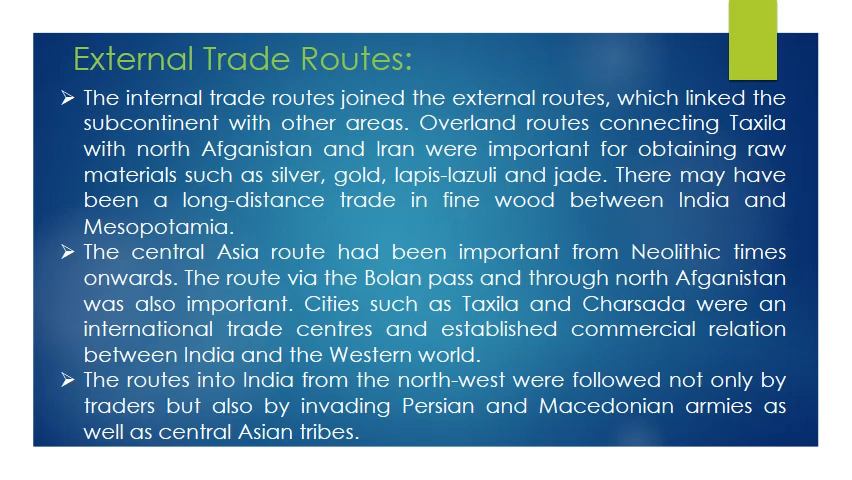 External Trade Routes:
➢ The internal trade routes joined the external routes, which linked the
subcontinent with other areas. Overland routes connecting Taxila
with north Afganistan and Iran were important for obtaining raw
materials such as silver, gold, lapis-lazuli and jade. There may have
been a long-distance trade in fine wood between India and
Mesopotamia.
➢ The central Asia route had been important from Neolithic times
onwards. The route via the Bolan pass and through north Afganistan
was also important. Cities such as Taxila and Charsada were an
international trade centres and established commercial relation
between India and the Western world.
➢ The routes into India from the north-west were followed not only by
traders but also by invading Persian and Macedonian armies as
well as central Asian tribes.